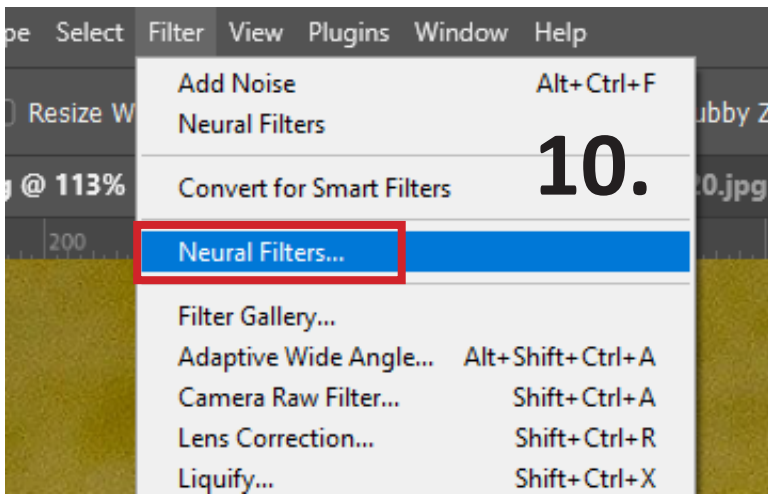 pe Select Filter View Plugins Window Help
Add Noise Alt+Ctrl+F
Resize W ubby Z
Neural Filters
10.
g @ 113% Convert for Smart Filters 20.jpg
200
Neural Filters...
Filter Gallery...
Adaptive Wide Angle... Alt+Shift+Ctrl+A
Camera Raw Filter... Shift+Ctrl+A
Lens Correction... Shift+Ctrl+R
Liquify... Shift+Ctrl+X